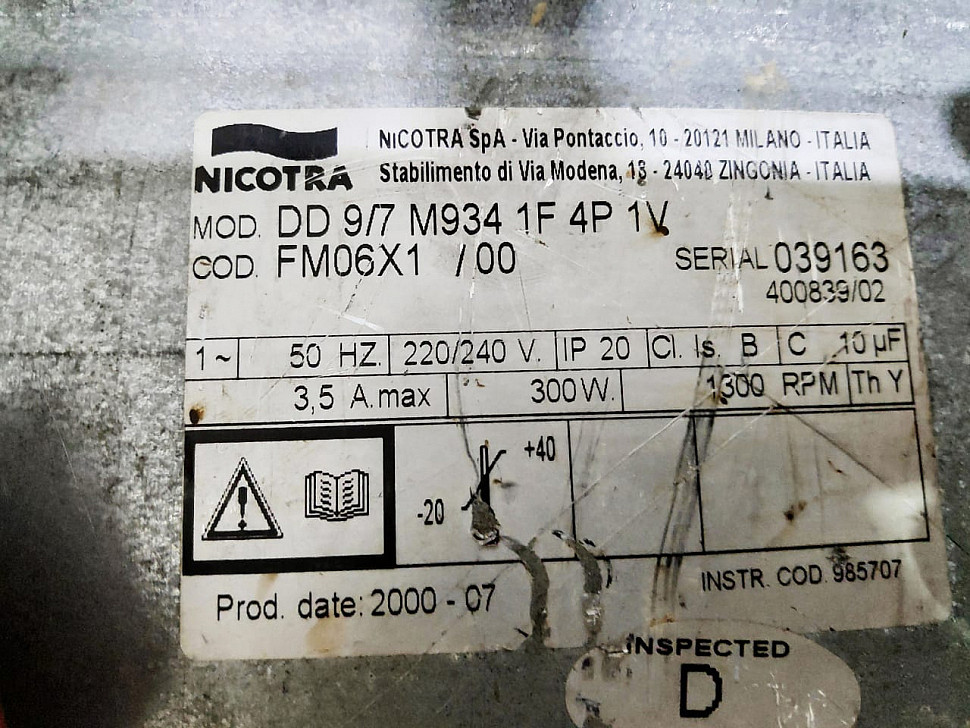 NICOTRA
NICOTRA SpA - Via Pontaccio, 10 - 20121 MILANO - ITALIA
Stabilimento di Via Modena, 18 - 24040 ZINGONIA - ITALIA
MOD. DD 9/7 M934 1F 4P 1V
COD. FM06X1 /00 SERIAL 039163
400839/02
1~ 50 HZ. 220/240 V. IP 20 Cl. Is. B C 10 µF
3,5 A.max 300W. 1300 RPM Th Y
+40
-20
INSTR. COD. 985707
Prod. date: 2000 - 07
INSPECTED
D